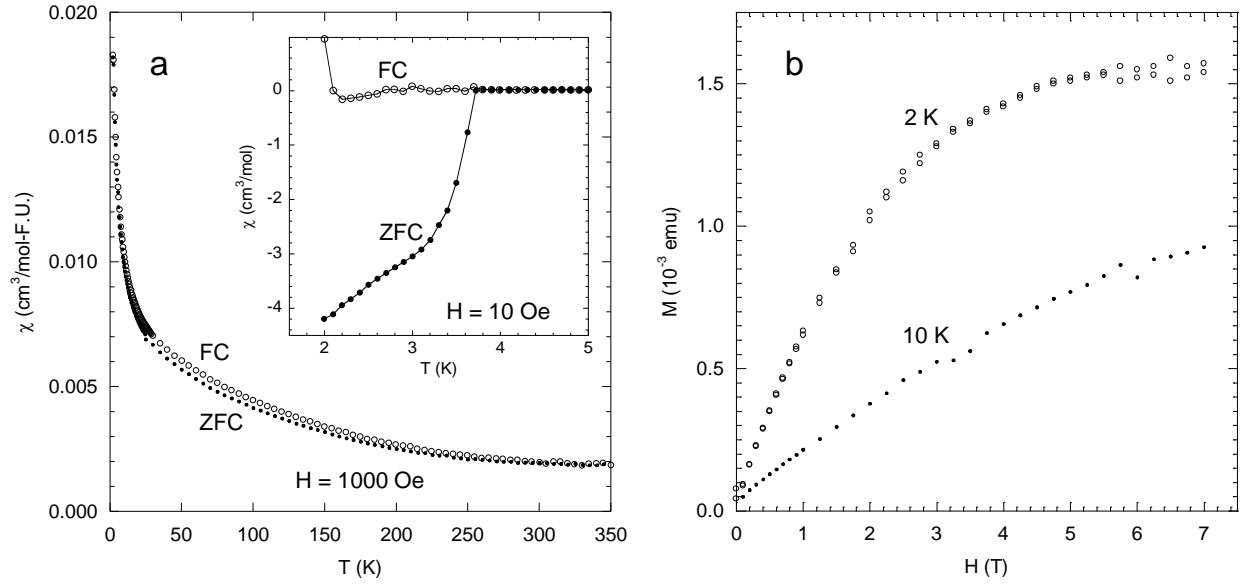 a
χ (cm³/mol-F.U.)
0.020
0.015
0.010
0.005
0.000
0 50 100 150 200 250 300 350
T (K)
FC
ZFC
H = 1000 Oe
χ (cm³/mol)
0
-1
-2
-3
-4
2 3 4 5
T (K)
FC
ZFC
H = 10 Oe
b
M (10⁻³ emu)
1.5
1.0
0.5
0.0
0 1 2 3 4 5 6 7
H (T)
2 K
10 K